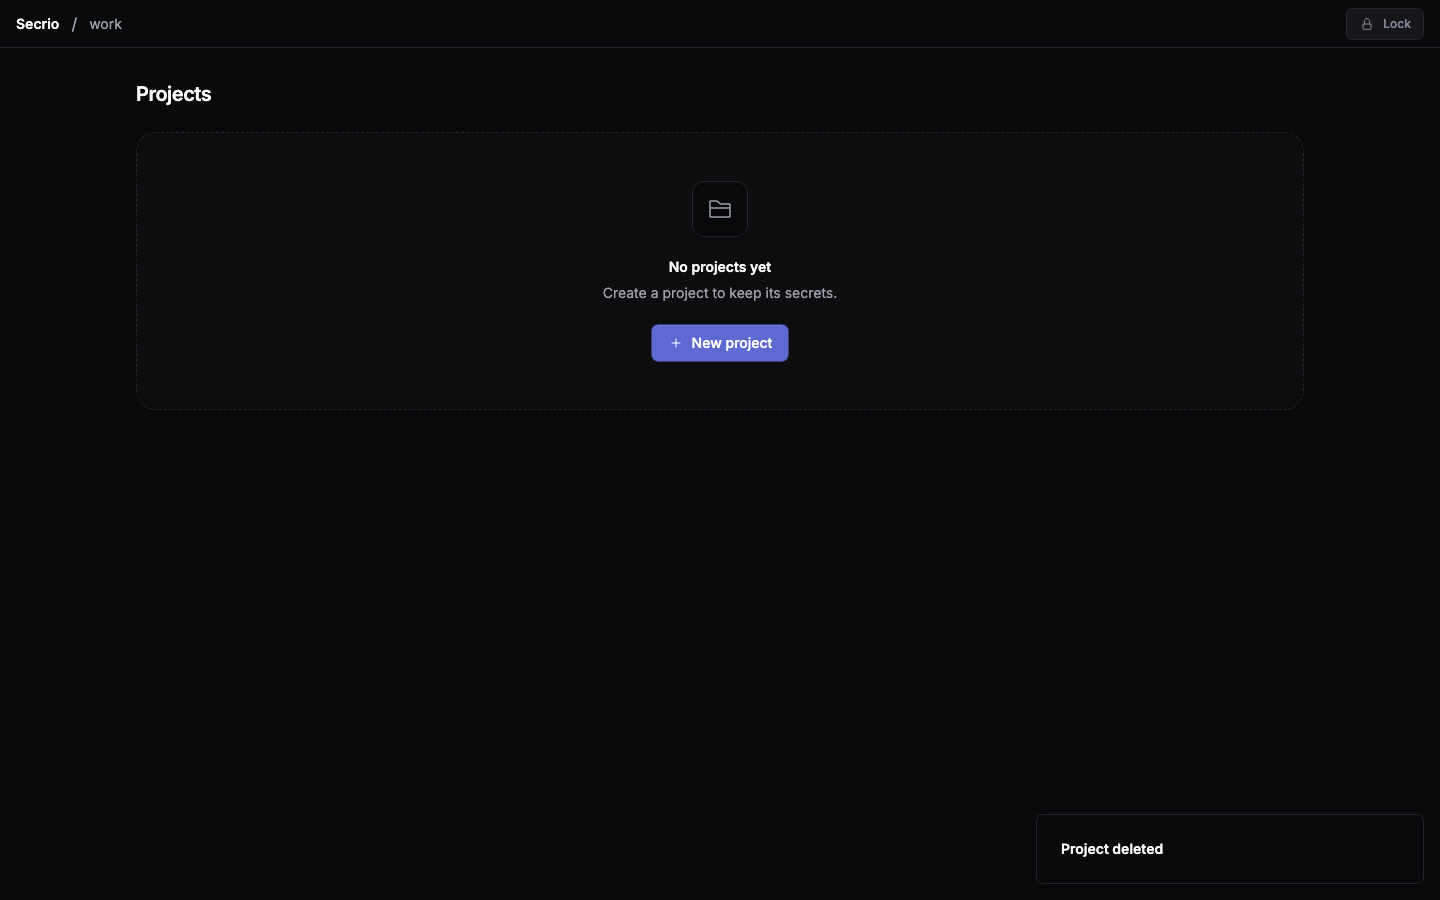 Secrio / work
Lock
Projects
No projects yet
Create a project to keep its secrets.
+ New project
Project deleted